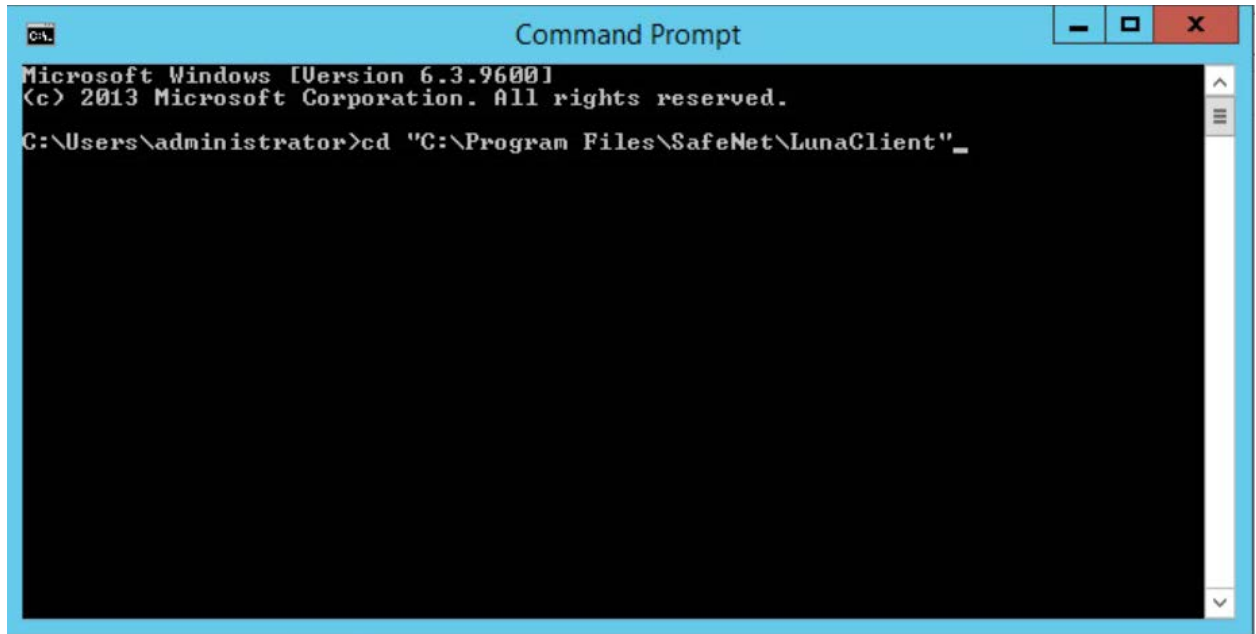 C:\.
Command Prompt
Microsoft Windows [Version 6.3.9600]
(c) 2013 Microsoft Corporation. All rights reserved.
C:\Users\administrator>cd "C:\Program Files\SafeNet\LunaClient"_